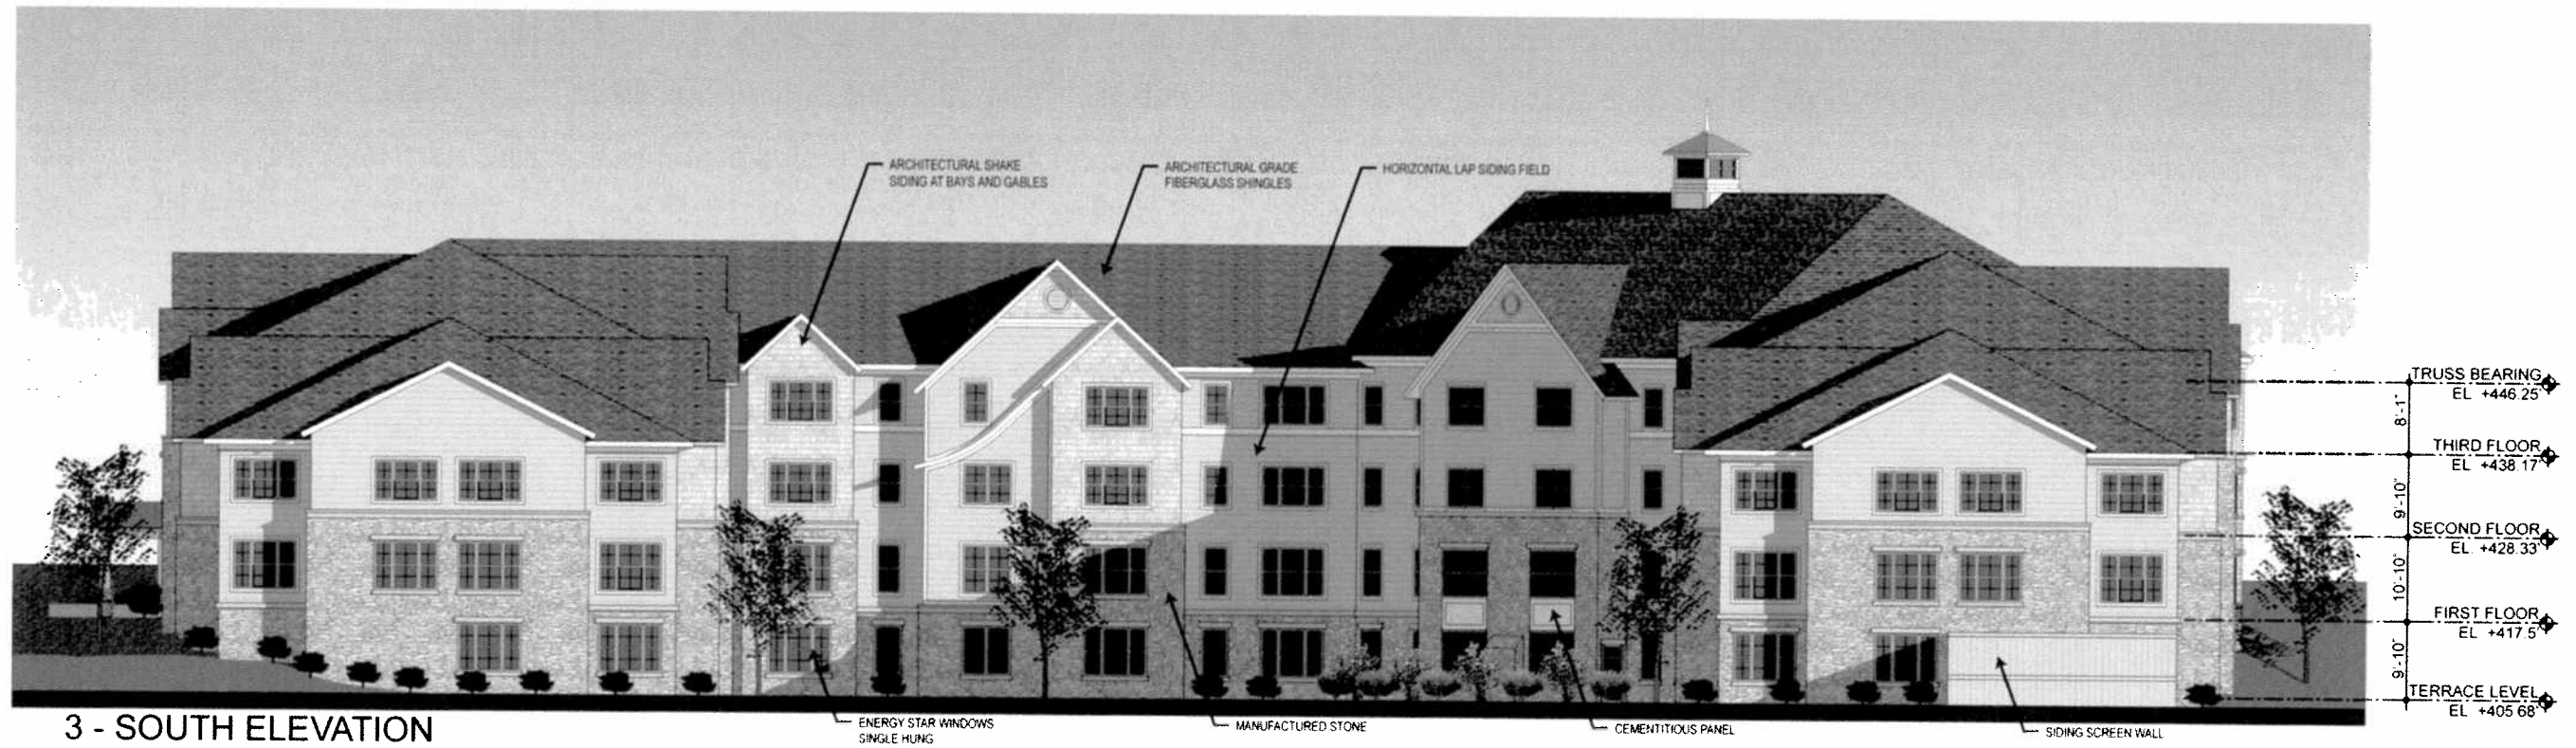 ARCHITECTURAL SHAKE
SIDING AT BAYS AND GABLES
ARCHITECTURAL GRADE
FIBERGLASS SHINGLES
HORIZONTAL LAP SIDING FIELD
TRUSS BEARING
EL +446.25'
8'-1"
THIRD FLOOR
EL +438.17'
9'-10"
SECOND FLOOR
EL. +428.33'
10'-10"
FIRST FLOOR
EL +417.5'
9'-10"
TERRACE LEVEL
EL +405.68'
3 - SOUTH ELEVATION
ENERGY STAR WINDOWS
SINGLE HUNG
MANUFACTURED STONE
CEMENTITIOUS PANEL
SIDING SCREEN WALL